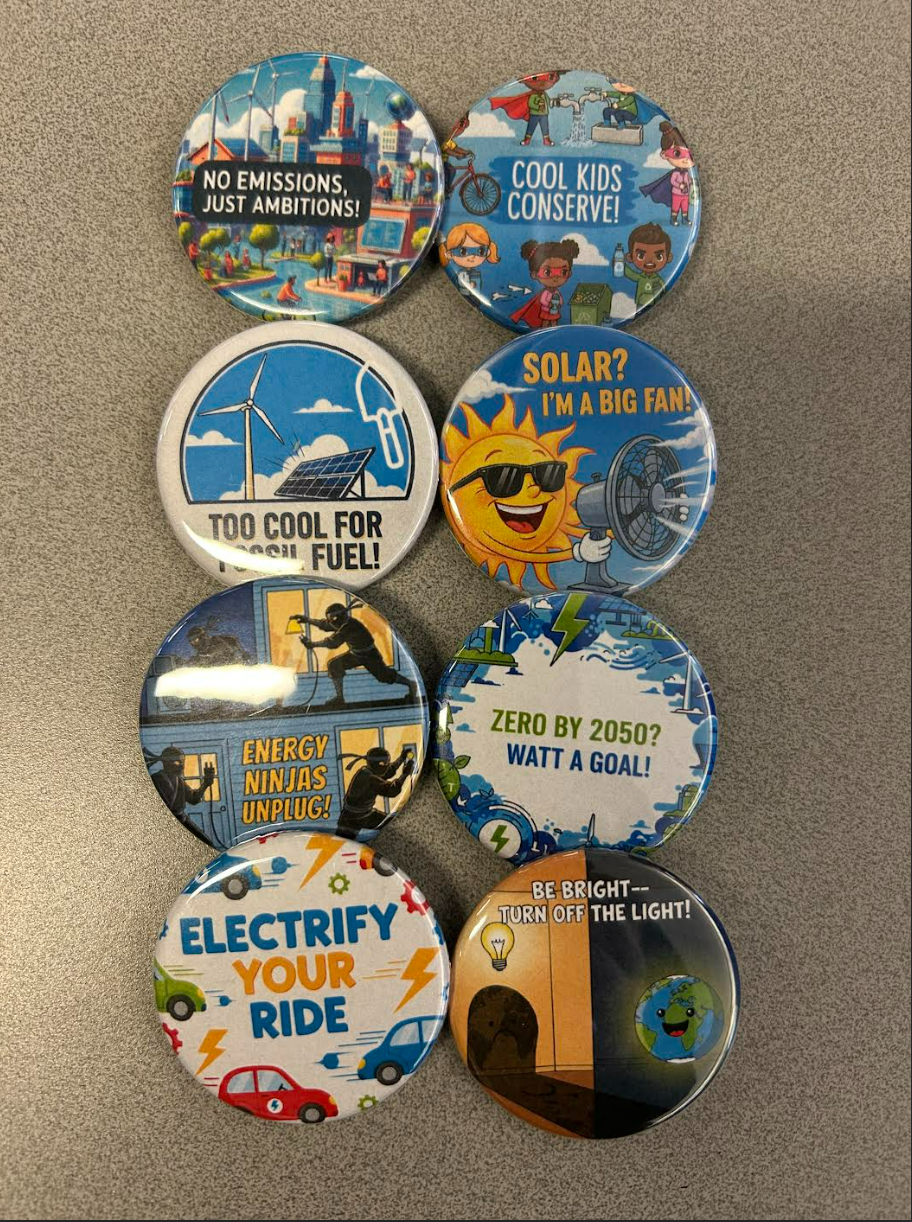 NO EMISSIONS,
JUST AMBITIONS!
COOL KIDS
CONSERVE!
TOO COOL FOR
FOSSIL FUEL!
SOLAR?
I'M A BIG FAN!
ENERGY
NINJAS
UNPLUG!
ZERO BY 2050?
WATT A GOAL!
ELECTRIFY
YOUR
RIDE
BE BRIGHT--
TURN OFF THE LIGHT!